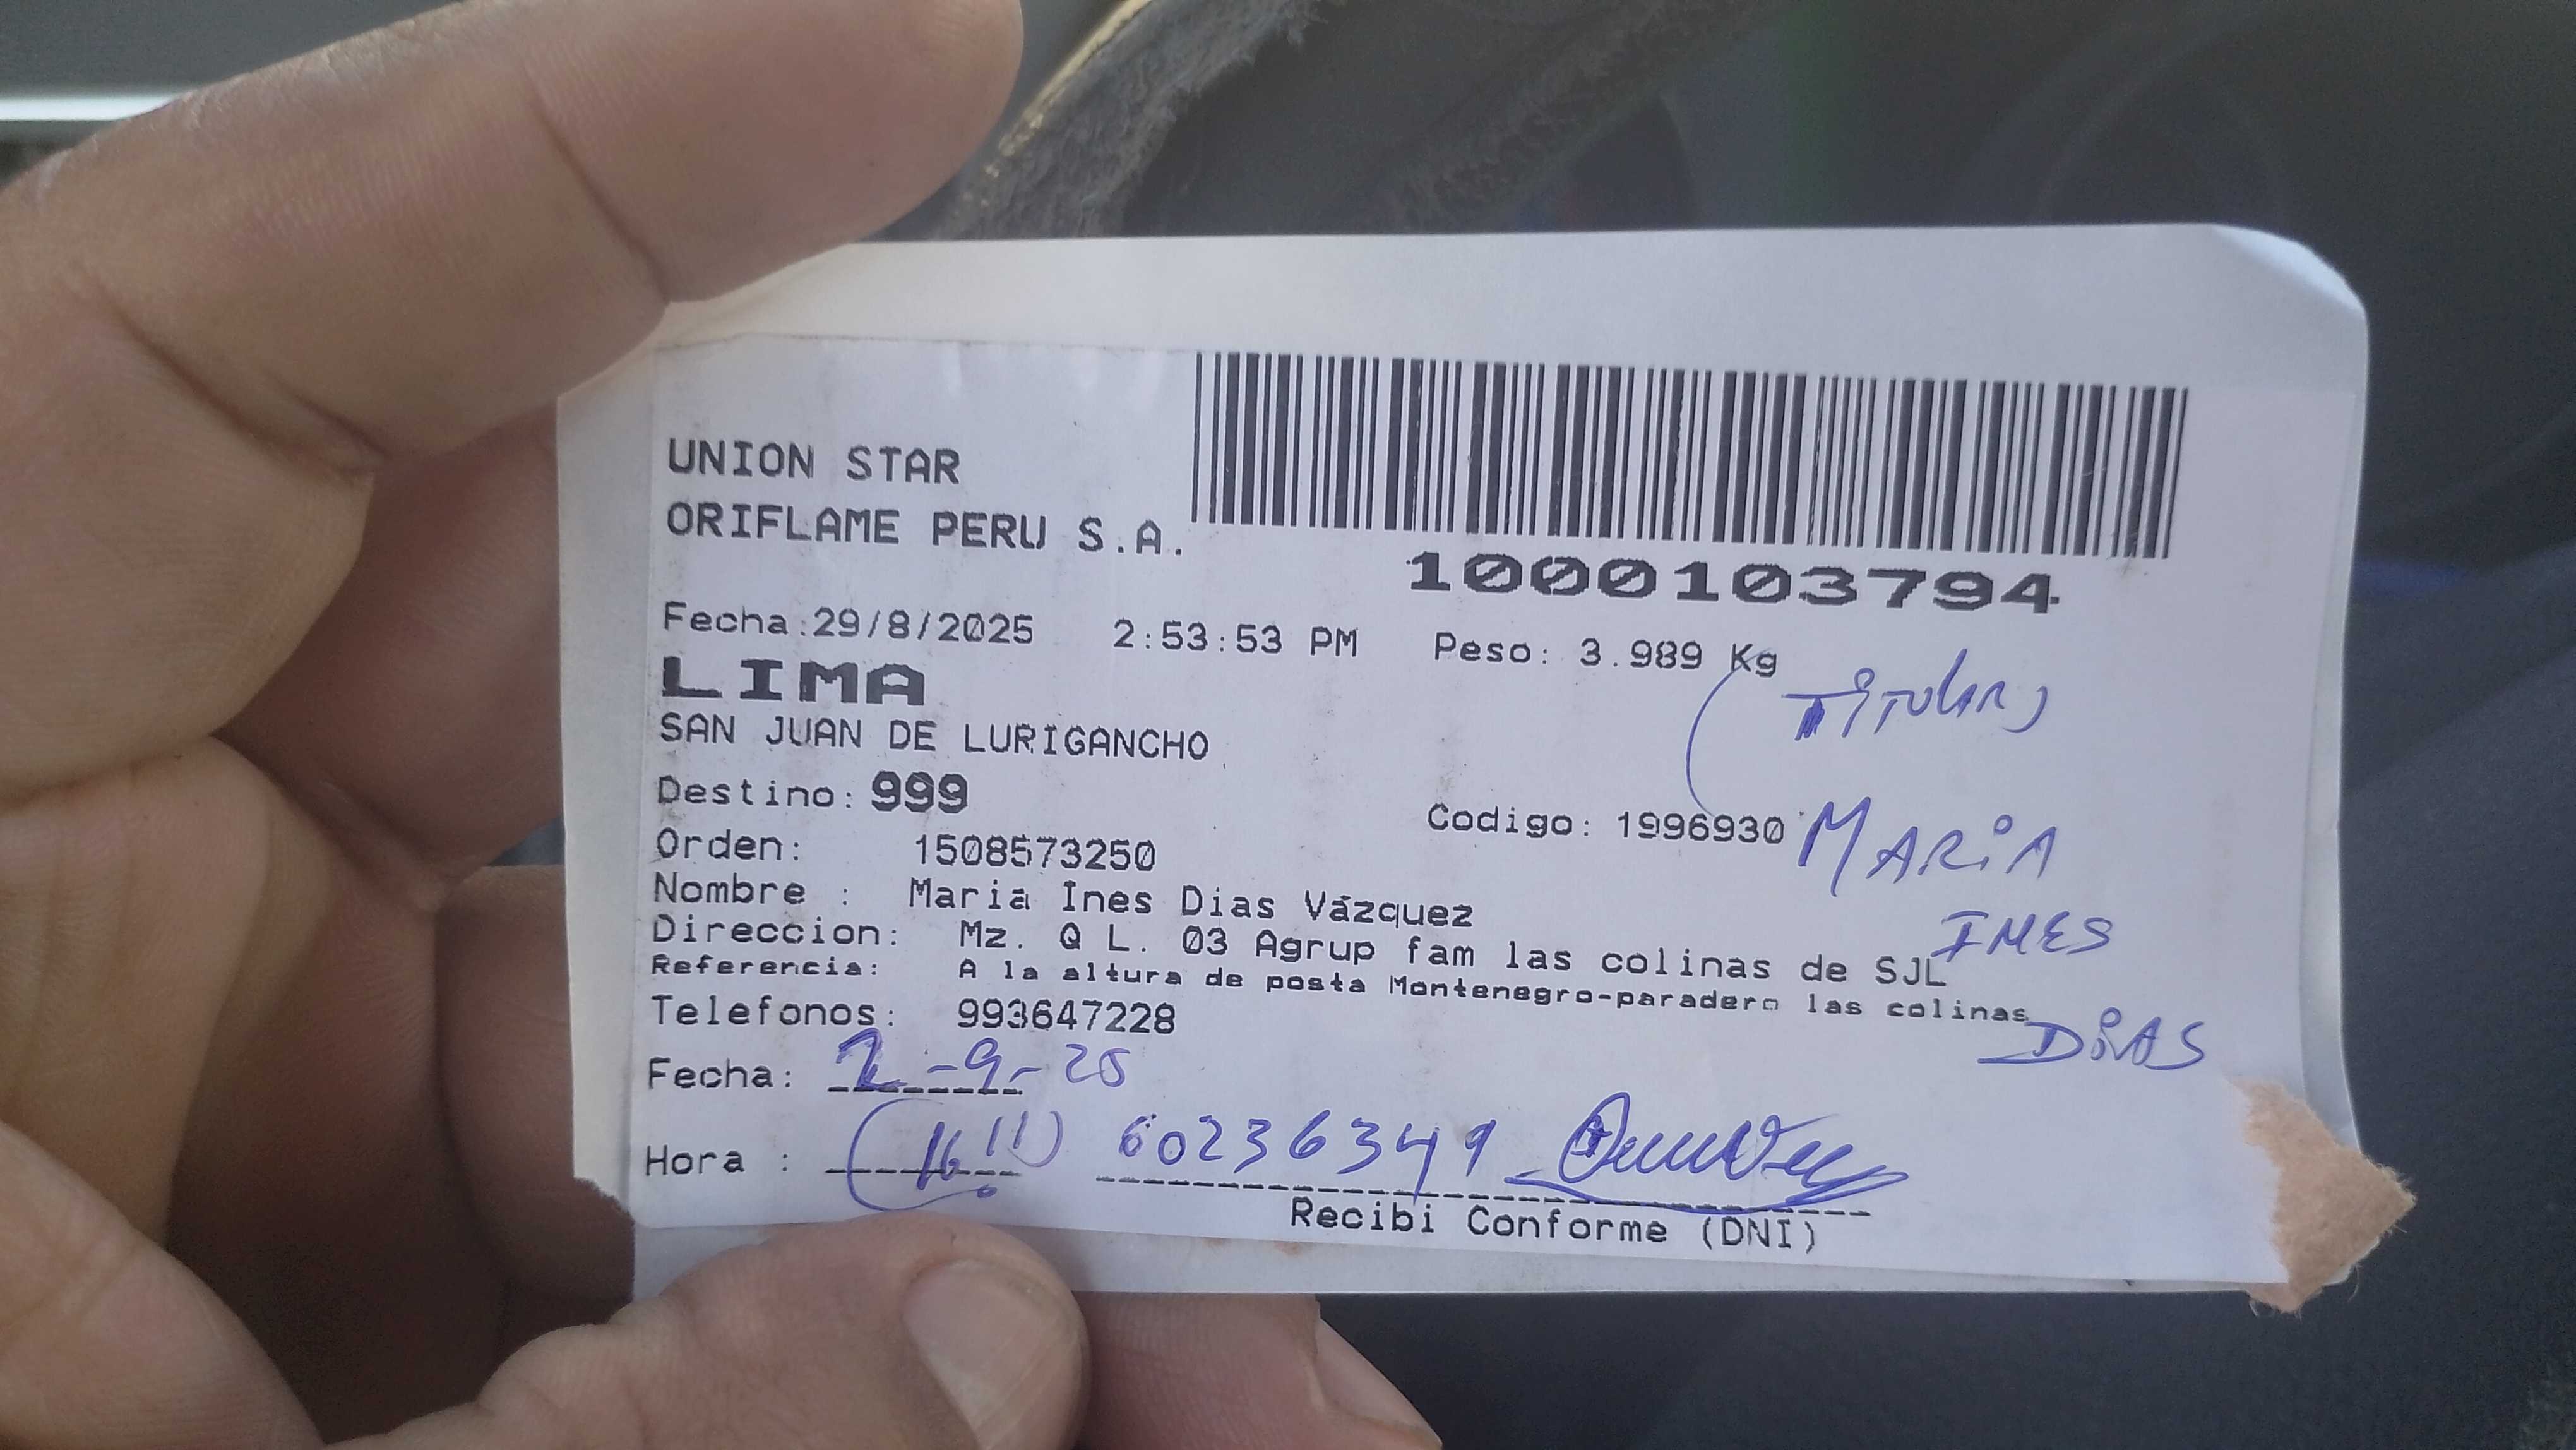 UNION STAR
ORIFLAME PERU S.A.
1000103794
Fecha:29/8/2025 2:53:53 PM Peso: 3.989 Kg
(TiTulAR)
LIMA
SAN JUAN DE LURIGANCHO
Destino: 999
Codigo: 1996930 MARiA
Orden: 1508573250
Nombre : Maria Ines Dias Vázquez
INES
Direccion: Mz. Q L. 03 Agrup fam las colinas de SJL
Referencia: A la altura de posta Montenegro-paradero las colinas
DiAS
Telefonos: 993647228
Fecha: 2-9-25
Hora : (16 11) 60236349
Recibi Conforme (DNI)